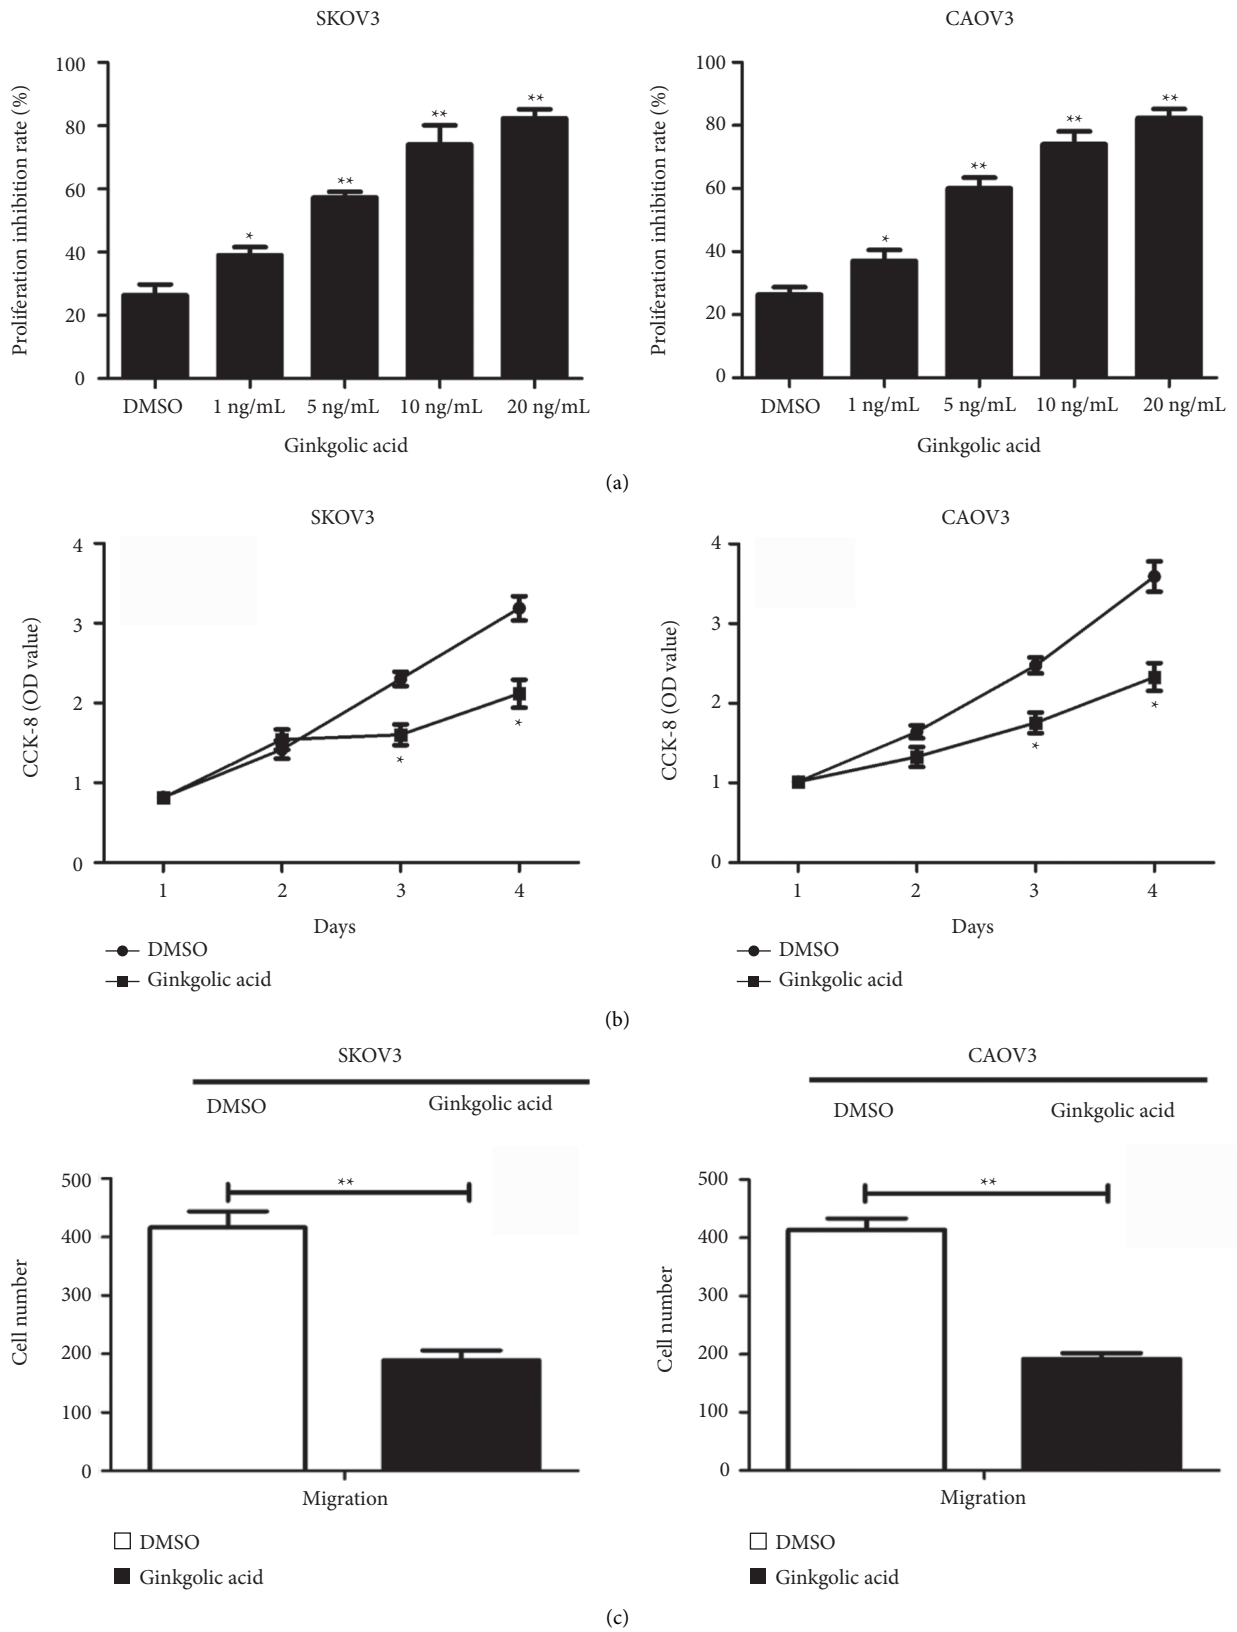 SKOV3
Proliferation inhibition rate (%)
100
80
60
40
20
0
*
**
**
**
DMSO 1 ng/mL 5 ng/mL 10 ng/mL 20 ng/mL
Ginkgolic acid
CAOV3
Proliferation inhibition rate (%)
100
80
60
40
20
0
*
**
**
**
DMSO 1 ng/mL 5 ng/mL 10 ng/mL 20 ng/mL
Ginkgolic acid
(a)
SKOV3
CCK-8 (OD value)
4
3
2
1
0
*
*
1 2 3 4
Days
DMSO
Ginkgolic acid
CAOV3
CCK-8 (OD value)
4
3
2
1
0
*
*
1 2 3 4
Days
DMSO
Ginkgolic acid
(b)
SKOV3
DMSO Ginkgolic acid
Cell number
500
400
300
200
100
0
**
Migration
DMSO
Ginkgolic acid
CAOV3
DMSO Ginkgolic acid
Cell number
500
400
300
200
100
0
**
Migration
DMSO
Ginkgolic acid
(c)